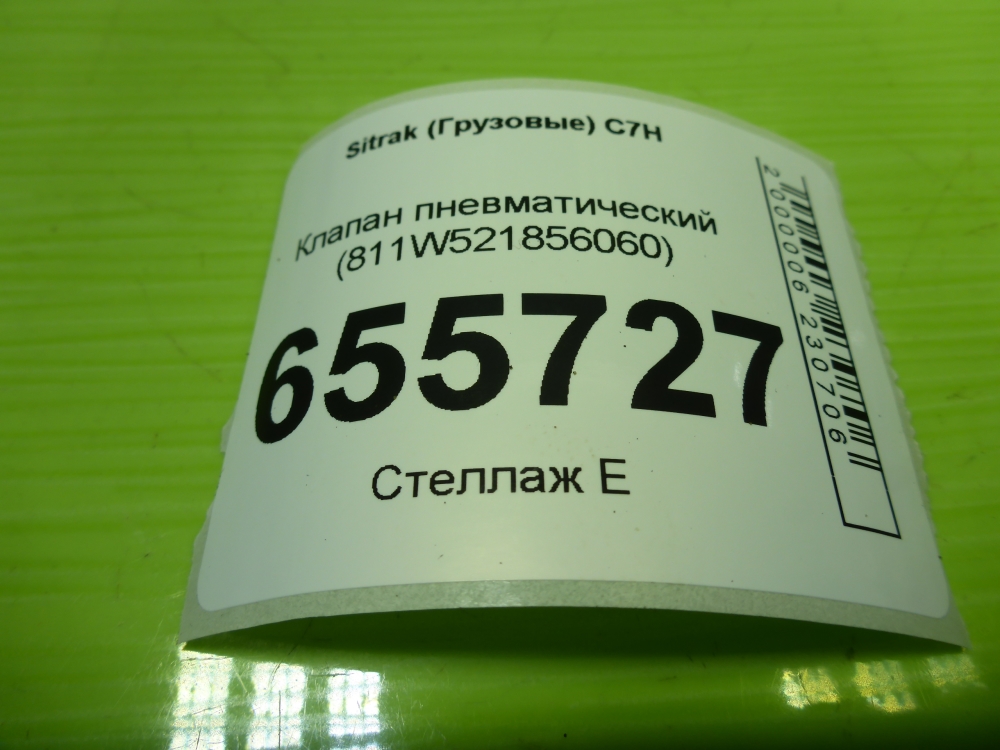 Sitrak (Грузовые) C7H
Клапан пневматический
(811W521856060)
655727
Стеллаж Е
2000006230706